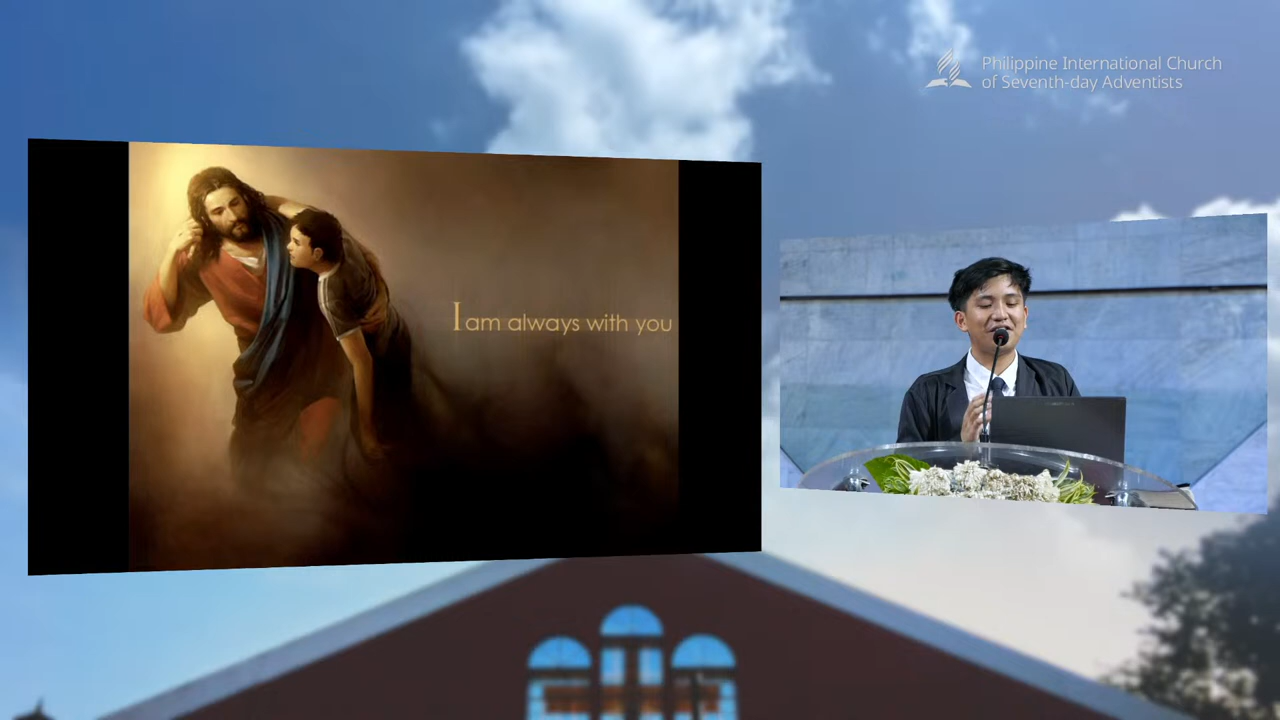 Philippine International Church
of Seventh-day Adventists
I am always with you